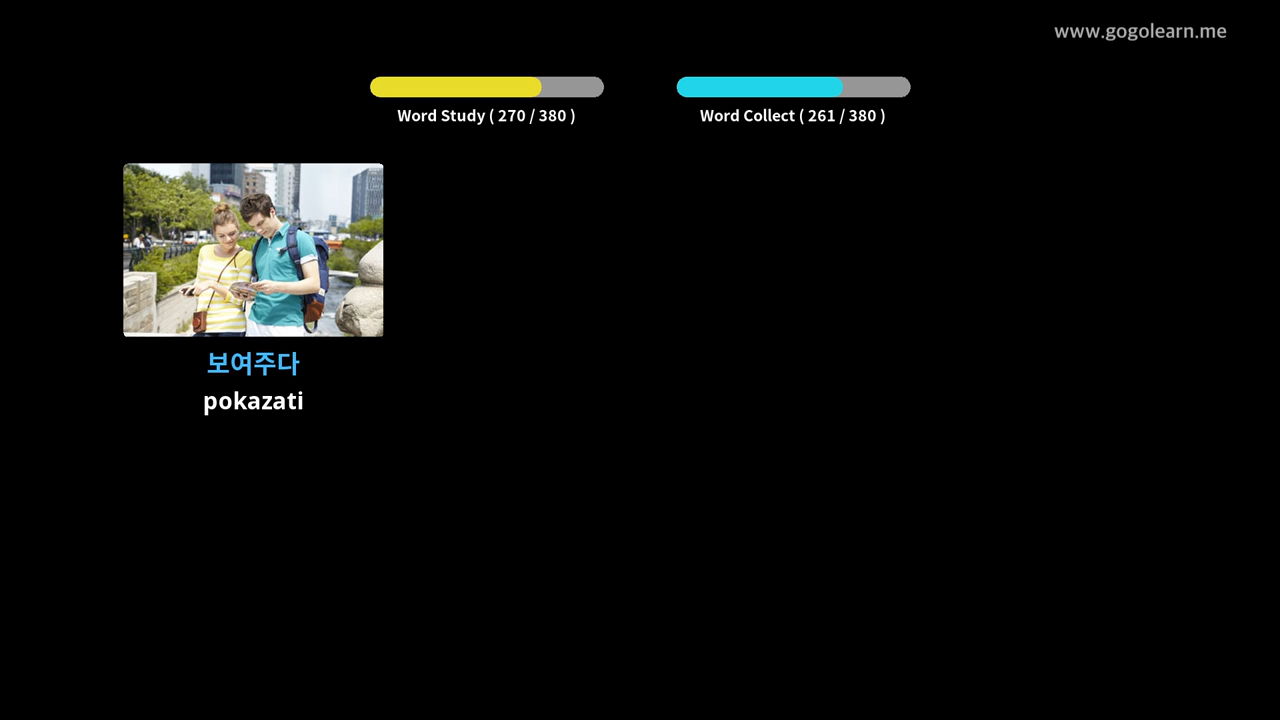 www.gogolearn.me
Word Study ( 270 / 380 )
Word Collect ( 261 / 380 )
보여주다
pokazati